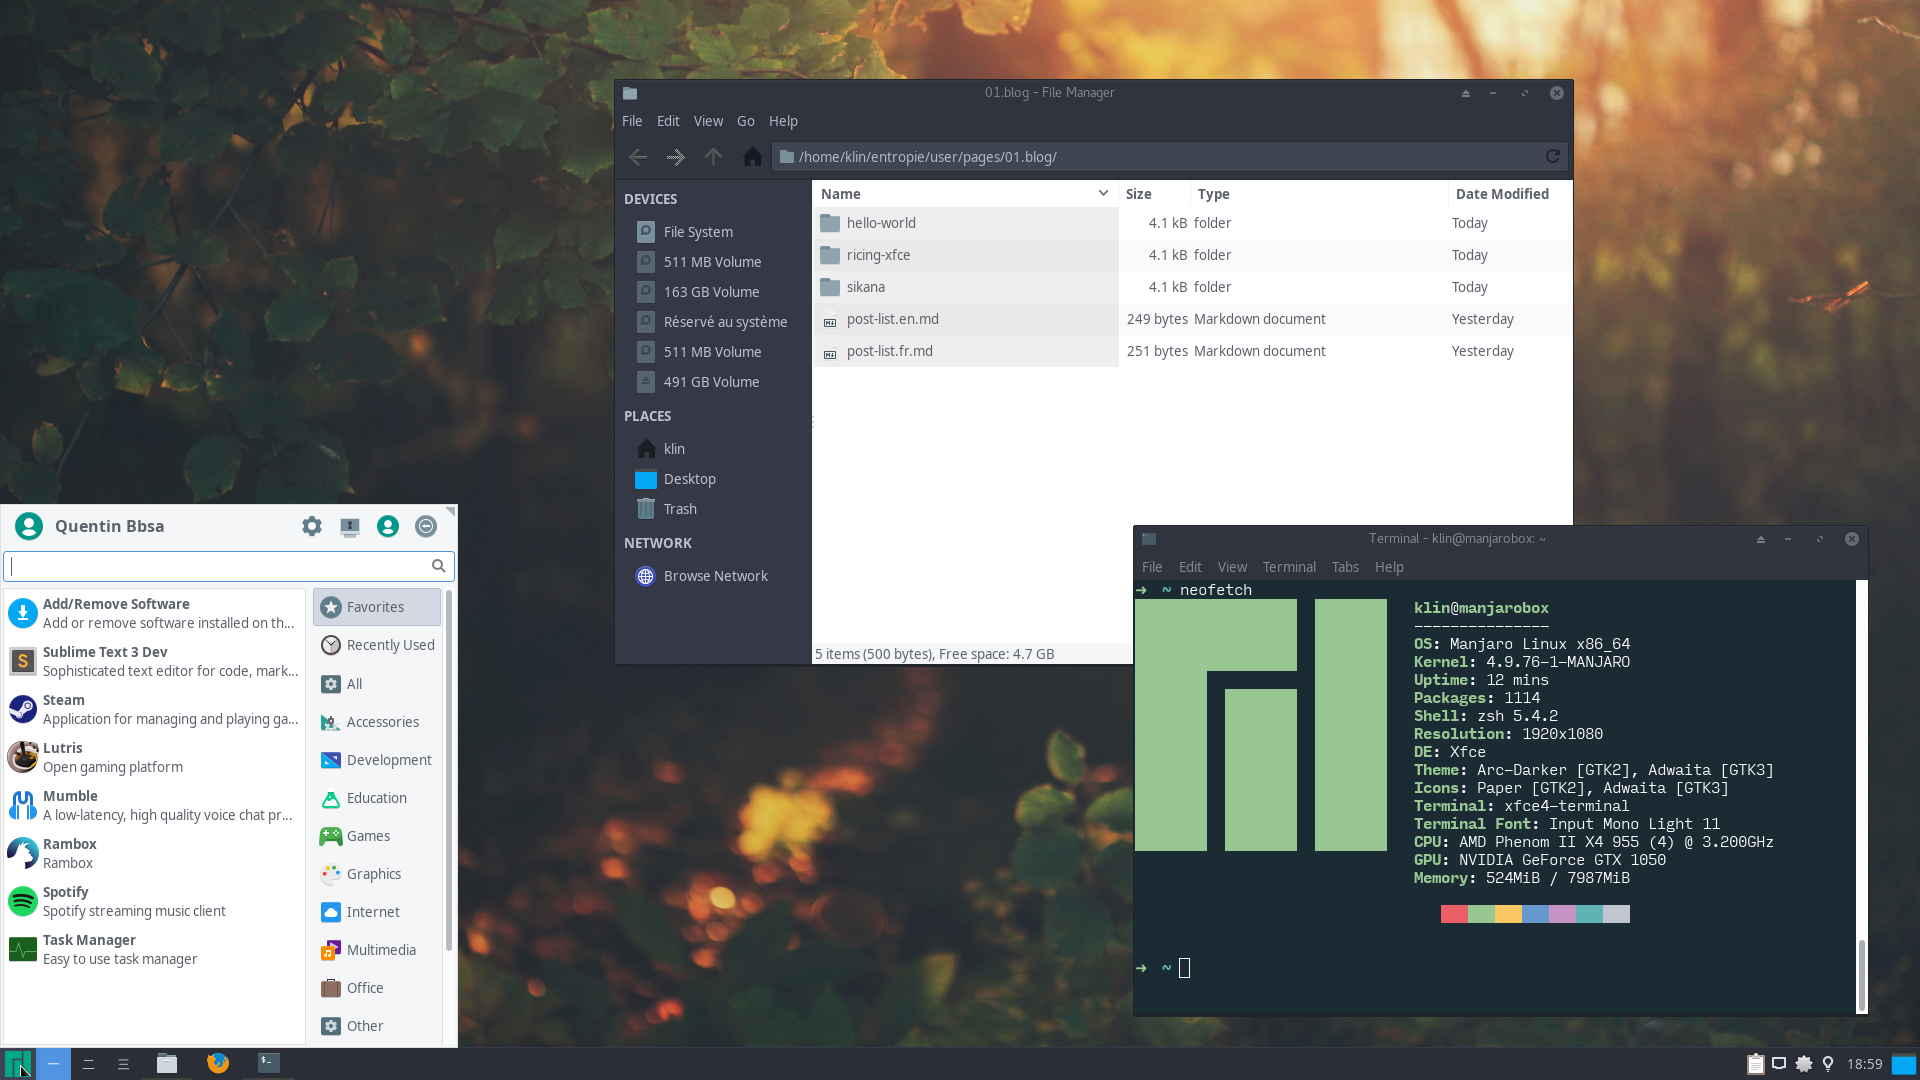 01.blog - File Manager
File Edit View Go Help
/home/klin/entropie/user/pages/01.blog/
DEVICES
File System
511 MB Volume
163 GB Volume
Réservé au système
511 MB Volume
491 GB Volume
PLACES
klin
Desktop
Trash
NETWORK
Browse Network
Name Size Type Date Modified
hello-world 4.1 kB folder Today
ricing-xfce 4.1 kB folder Today
sikana 4.1 kB folder Today
post-list.en.md 249 bytes Markdown document Yesterday
post-list.fr.md 251 bytes Markdown document Yesterday
5 items (500 bytes), Free space: 4.7 GB
Quentin Bbsa
Add/Remove Software
Add or remove software installed on th...
Sublime Text 3 Dev
Sophisticated text editor for code, mark...
Steam
Application for managing and playing ga...
Lutris
Open gaming platform
Mumble
A low-latency, high quality voice chat pr...
Rambox
Rambox
Spotify
Spotify streaming music client
Task Manager
Easy to use task manager
Favorites
Recently Used
All
Accessories
Development
Education
Games
Graphics
Internet
Multimedia
Office
Other
Terminal - klin@manjarobox: ~
File Edit View Terminal Tabs Help
➜ ~ neofetch
klin@manjarobox
---------------
OS: Manjaro Linux x86_64
Kernel: 4.9.76-1-MANJARO
Uptime: 12 mins
Packages: 1114
Shell: zsh 5.4.2
Resolution: 1920x1080
DE: Xfce
Theme: Arc-Darker [GTK2], Adwaita [GTK3]
Icons: Paper [GTK2], Adwaita [GTK3]
Terminal: xfce4-terminal
Terminal Font: Input Mono Light 11
CPU: AMD Phenom II X4 955 (4) @ 3.200GHz
GPU: NVIDIA GeForce GTX 1050
Memory: 524MiB / 7987MiB
➜ ~
18:59